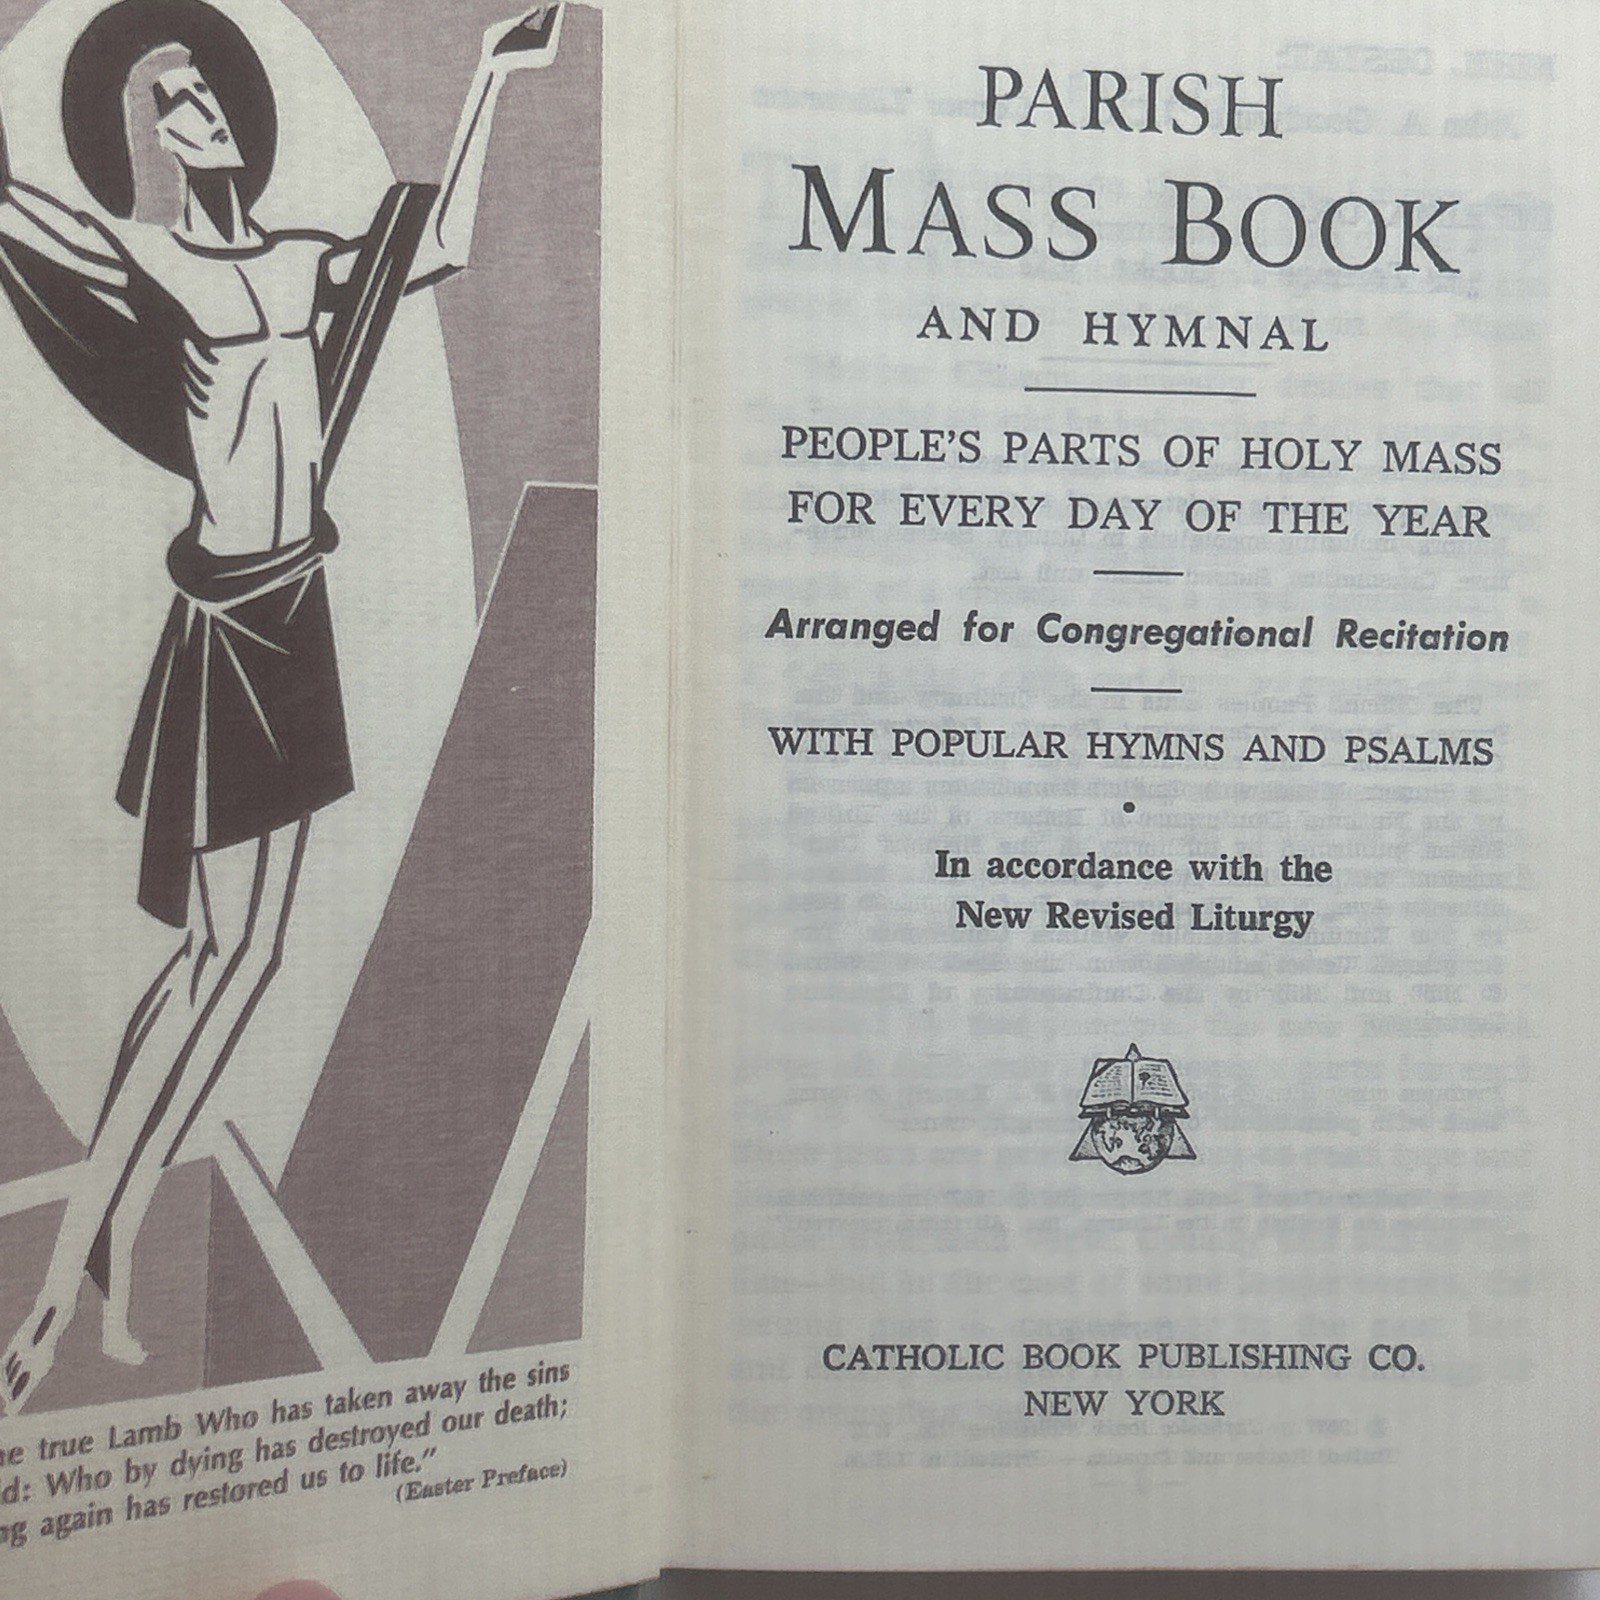 true Lamb Who has taken away the sins
Who by dying has destroyed our death;
again has restored us to life."
(Easter Preface)
PARISH
MASS BOOK
AND HYMNAL
PEOPLE'S PARTS OF HOLY MASS
FOR EVERY DAY OF THE YEAR
Arranged for Congregational Recitation
WITH POPULAR HYMNS AND PSALMS
•
In accordance with the
New Revised Liturgy
CATHOLIC BOOK PUBLISHING CO.
NEW YORK